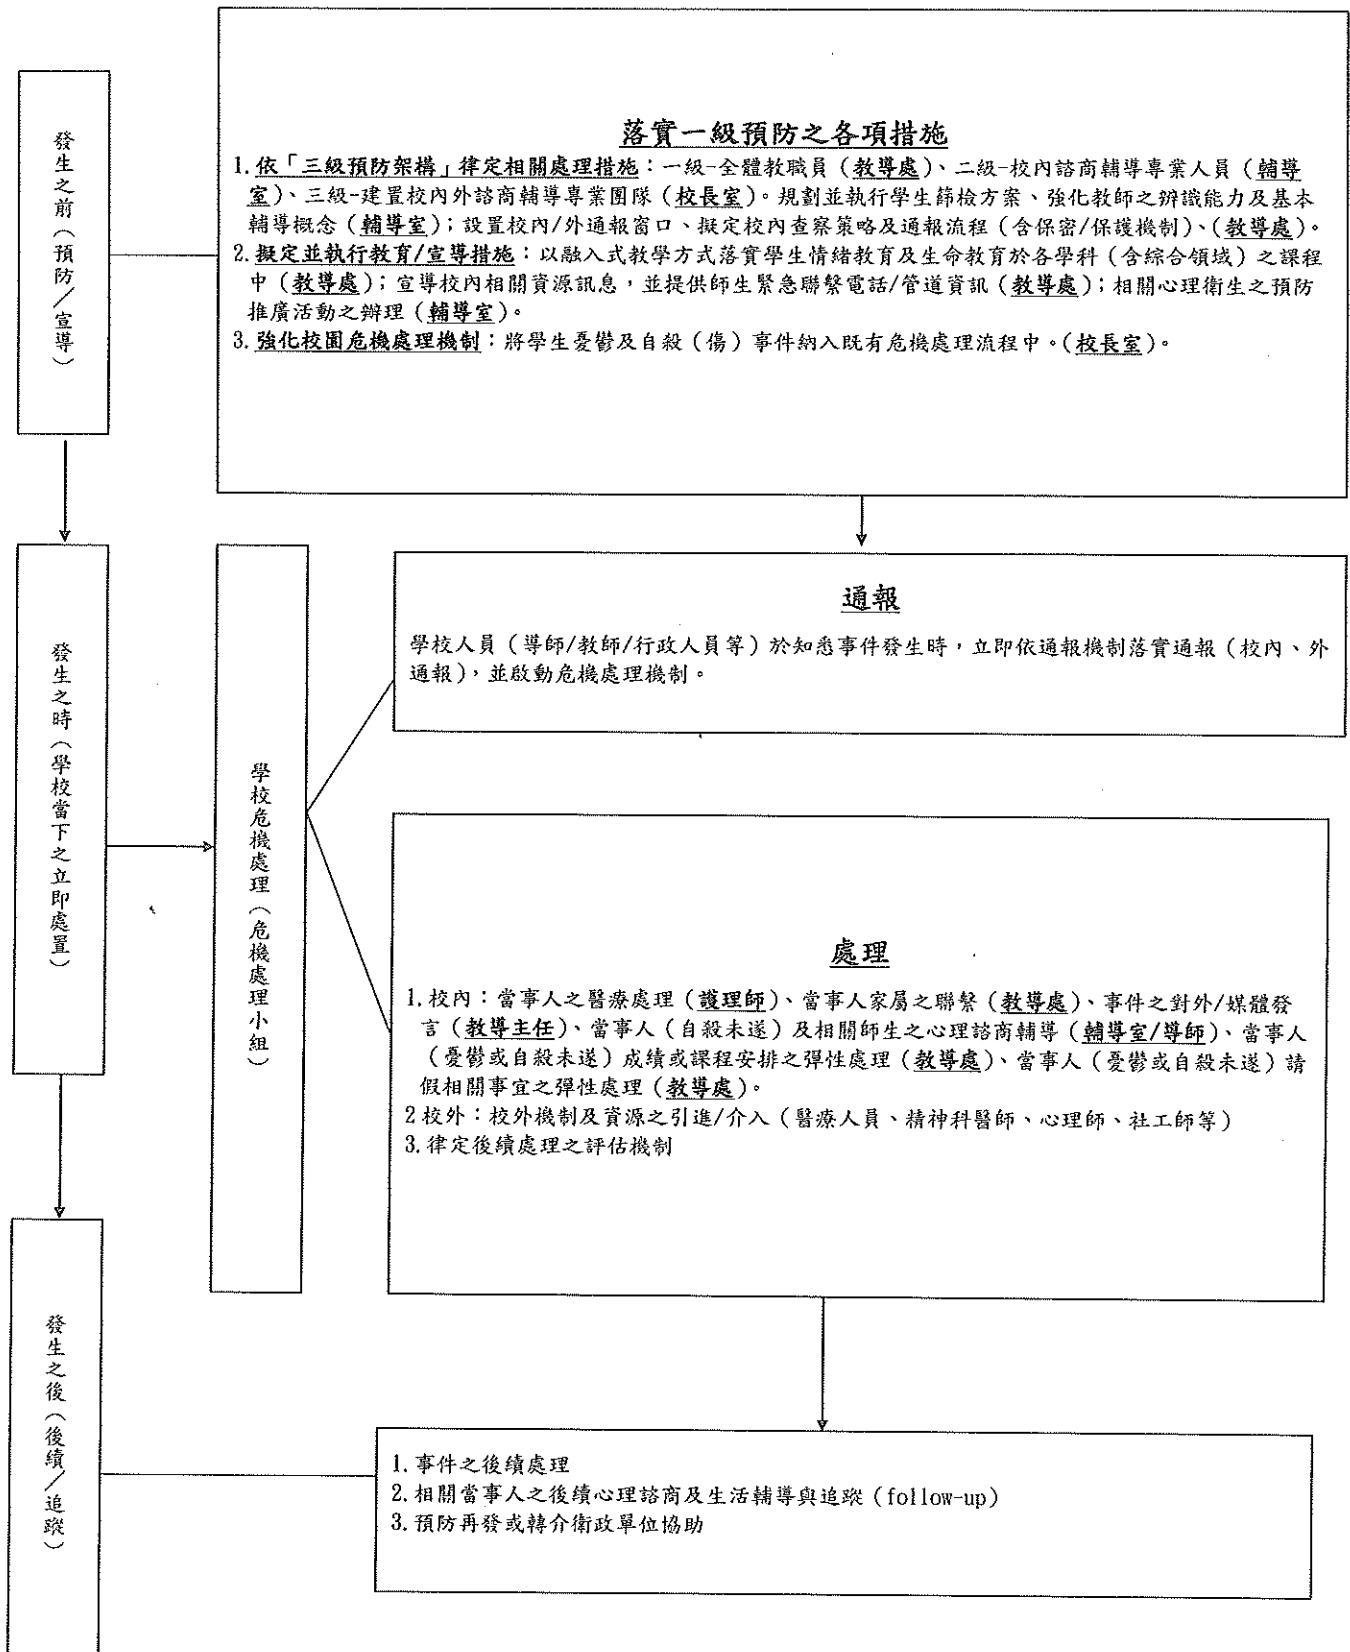 發生之前（預防/宣導）
落實一級預防之各項措施
1.依「三級預防架構」律定相關處理措施：一級-全體教職員（教導處）、二級-校內諮商輔導專業人員（輔導
室）、三級-建置校內外諮商輔導專業團隊（校長室）。規劃並執行學生篩檢方案、強化教師之辨識能力及基本
輔導概念（輔導室）；設置校內/外通報窗口、擬定校內查察策略及通報流程（含保密/保護機制）、（教導處）。
2.擬定並執行教育/宣導措施：以融入式教學方式落實學生情緒教育及生命教育於各學科（含綜合領域）之課程
中（教導處）；宣導校內相關資源訊息，並提供師生緊急聯繫電話/管道資訊（教導處）；相關心理衛生之預防
推廣活動之辦理（輔導室）。
3.強化校園危機處理機制：將學生憂鬱及自殺（傷）事件納入既有危機處理流程中。（校長室）。
發生之時（學校當下之立即處置）
學校危機處理（危機處理小組）
通報
學校人員（導師/教師/行政人員等）於知悉事件發生時，立即依通報機制落實通報（校內、外
通報），並啟動危機處理機制。
處理
1.校內：當事人之醫療處理（護理師）、當事人家屬之聯繫（教導處）、事件之對外/媒體發
言（教導主任）、當事人（自殺未遂）及相關師生之心理諮商輔導（輔導室/導師）、當事人
（憂鬱或自殺未遂）成績或課程安排之彈性處理（教導處）、當事人（憂鬱或自殺未遂）請
假相關事宜之彈性處理（教導處）。
2校外：校外機制及資源之引進/介入（醫療人員、精神科醫師、心理師、社工師等）
3.律定後續處理之評估機制
發生之後（後續/追蹤）
1.事件之後續處理
2.相關當事人之後續心理諮商及生活輔導與追蹤（follow-up）
3.預防再發或轉介衛政單位協助